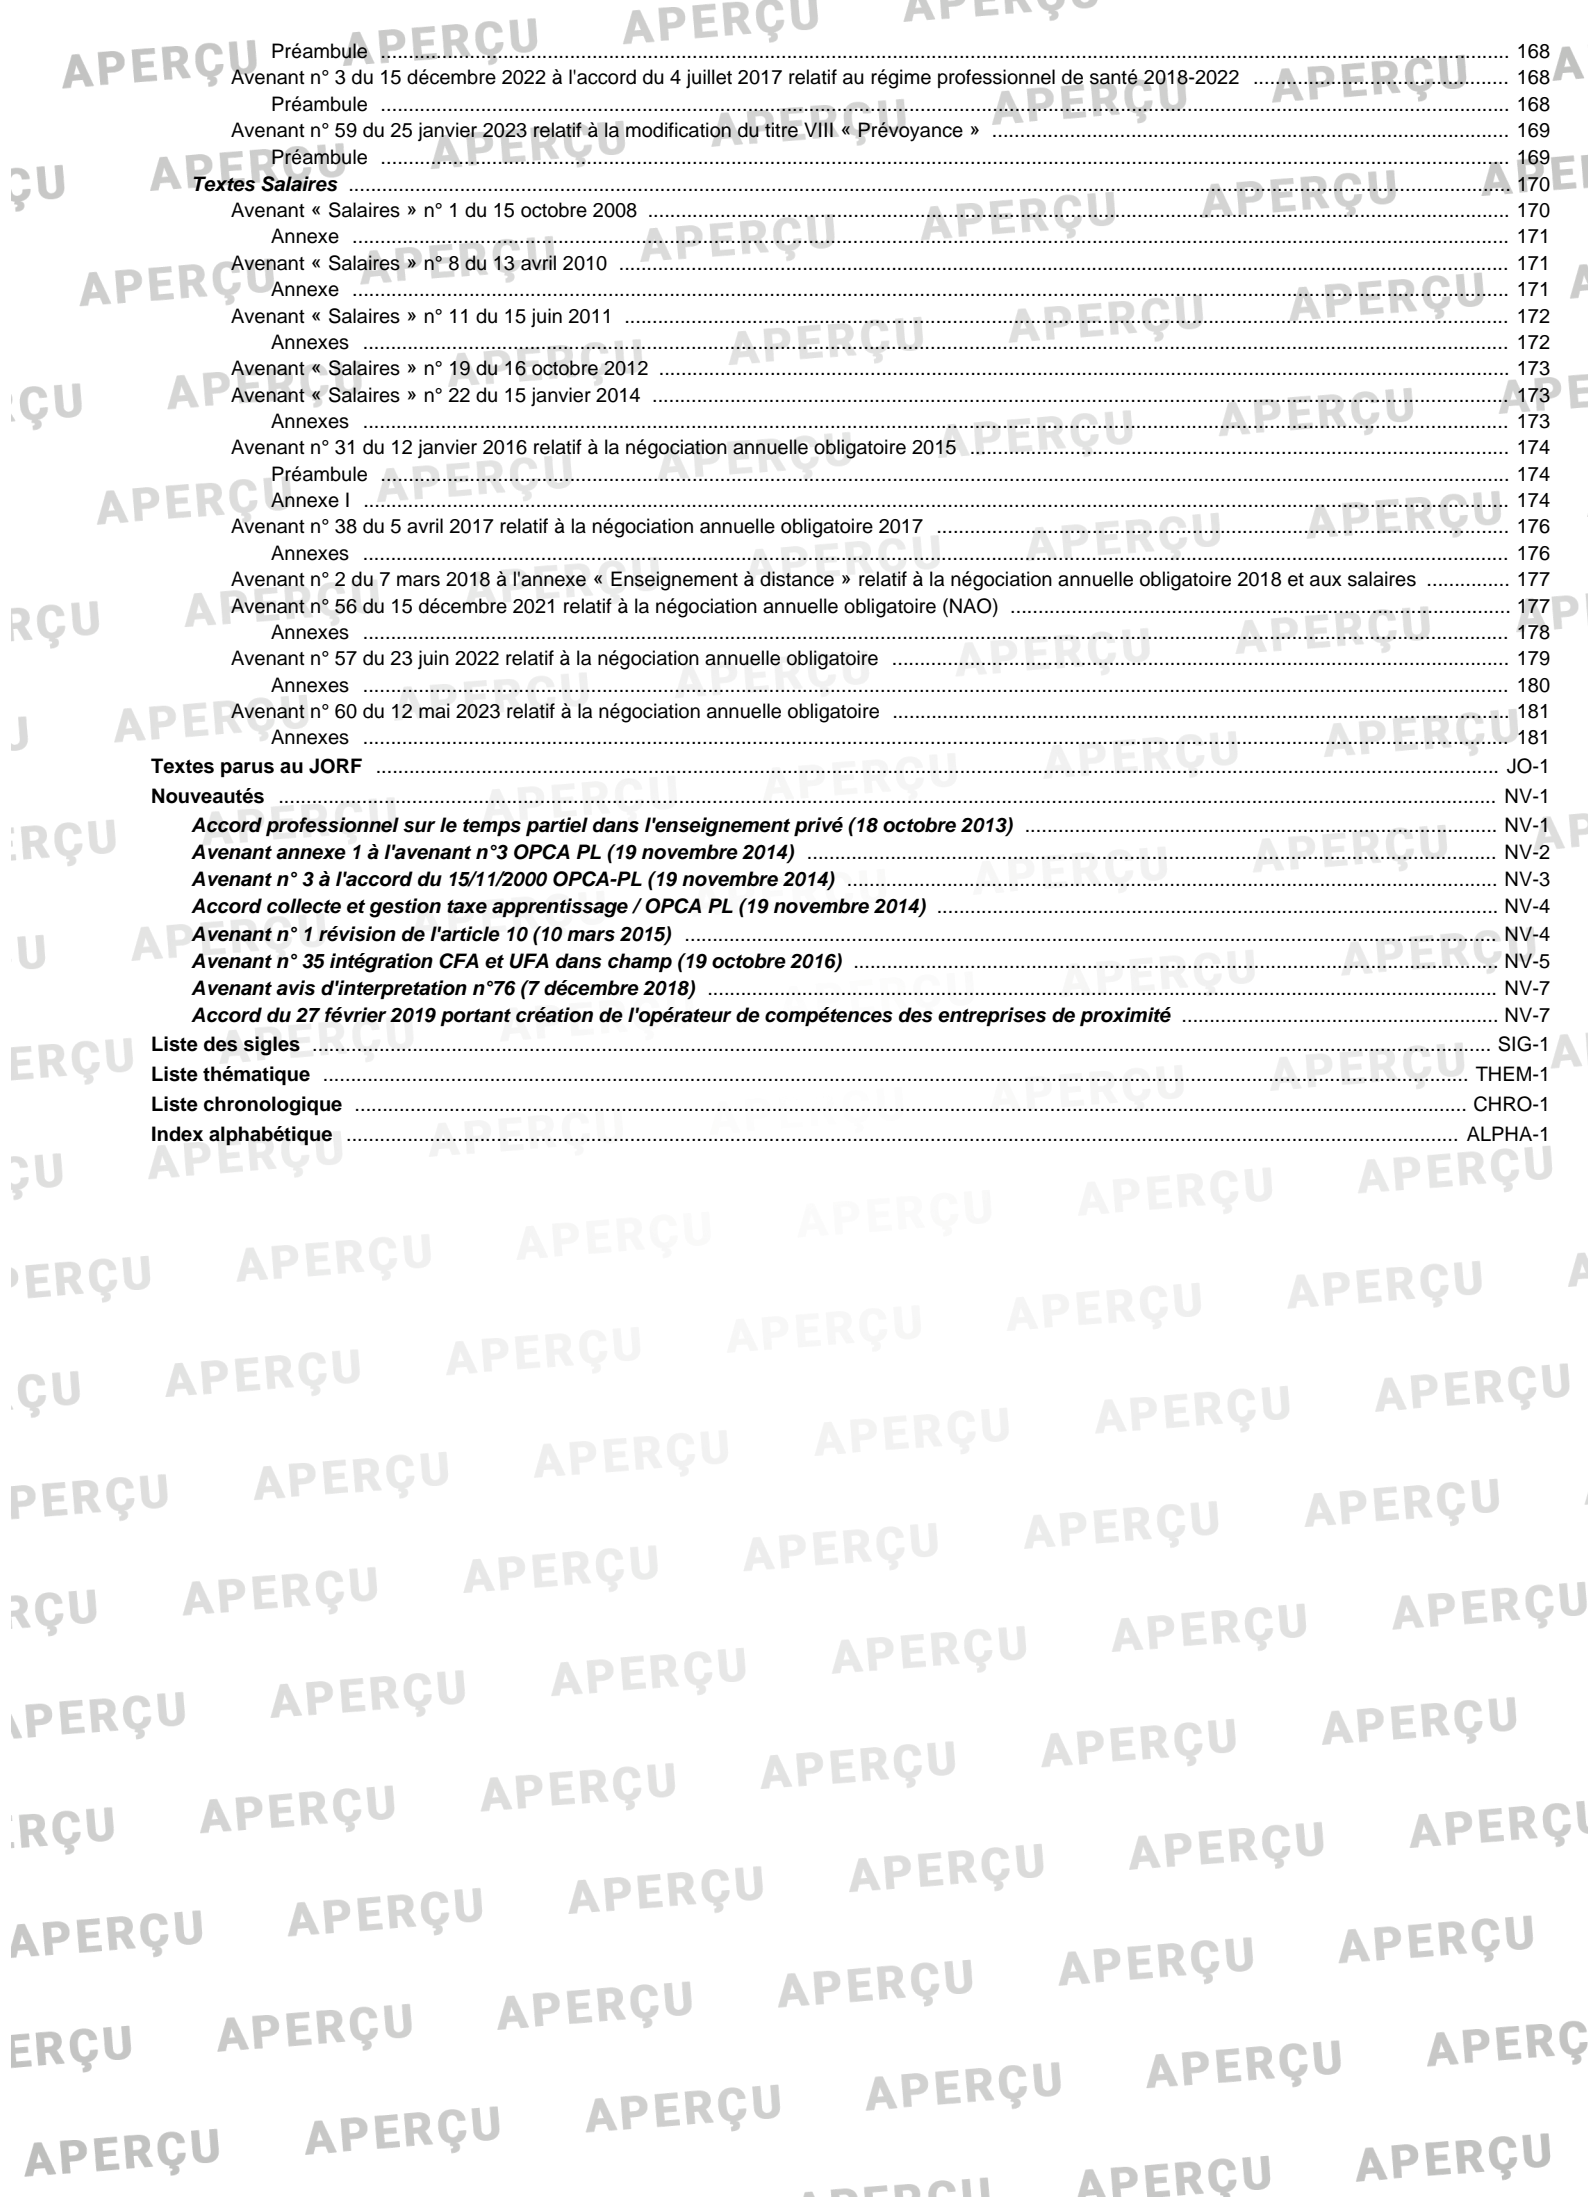 Préambule ... 168
Avenant n° 3 du 15 décembre 2022 à l'accord du 4 juillet 2017 relatif au régime professionnel de santé 2018-2022 ... 168
Préambule ... 168
Avenant n° 59 du 25 janvier 2023 relatif à la modification du titre VIII « Prévoyance » ... 169
Préambule ... 169
Textes Salaires ... 170
Avenant « Salaires » n° 1 du 15 octobre 2008 ... 170
Annexe ... 171
Avenant « Salaires » n° 8 du 13 avril 2010 ... 171
Annexe ... 171
Avenant « Salaires » n° 11 du 15 juin 2011 ... 172
Annexes ... 172
Avenant « Salaires » n° 19 du 16 octobre 2012 ... 173
Avenant « Salaires » n° 22 du 15 janvier 2014 ... 173
Annexes ... 173
Avenant n° 31 du 12 janvier 2016 relatif à la négociation annuelle obligatoire 2015 ... 174
Préambule ... 174
Annexe I ... 174
Avenant n° 38 du 5 avril 2017 relatif à la négociation annuelle obligatoire 2017 ... 176
Annexes ... 176
Avenant n° 2 du 7 mars 2018 à l'annexe « Enseignement à distance » relatif à la négociation annuelle obligatoire 2018 et aux salaires ... 177
Avenant n° 56 du 15 décembre 2021 relatif à la négociation annuelle obligatoire (NAO) ... 177
Annexes ... 178
Avenant n° 57 du 23 juin 2022 relatif à la négociation annuelle obligatoire ... 179
Annexes ... 180
Avenant n° 60 du 12 mai 2023 relatif à la négociation annuelle obligatoire ... 181
Annexes ... 181
Textes parus au JORF ... JO-1
Nouveautés ... NV-1
Accord professionnel sur le temps partiel dans l'enseignement privé (18 octobre 2013) ... NV-1
Avenant annexe 1 à l'avenant n°3 OPCA PL (19 novembre 2014) ... NV-2
Avenant n° 3 à l'accord du 15/11/2000 OPCA-PL (19 novembre 2014) ... NV-3
Accord collecte et gestion taxe apprentissage / OPCA PL (19 novembre 2014) ... NV-4
Avenant n° 1 révision de l'article 10 (10 mars 2015) ... NV-4
Avenant n° 35 intégration CFA et UFA dans champ (19 octobre 2016) ... NV-5
Avenant avis d'interpretation n°76 (7 décembre 2018) ... NV-7
Accord du 27 février 2019 portant création de l'opérateur de compétences des entreprises de proximité ... NV-7
Liste des sigles ... SIG-1
Liste thématique ... THEM-1
Liste chronologique ... CHRO-1
Index alphabétique ... ALPHA-1
APERÇU